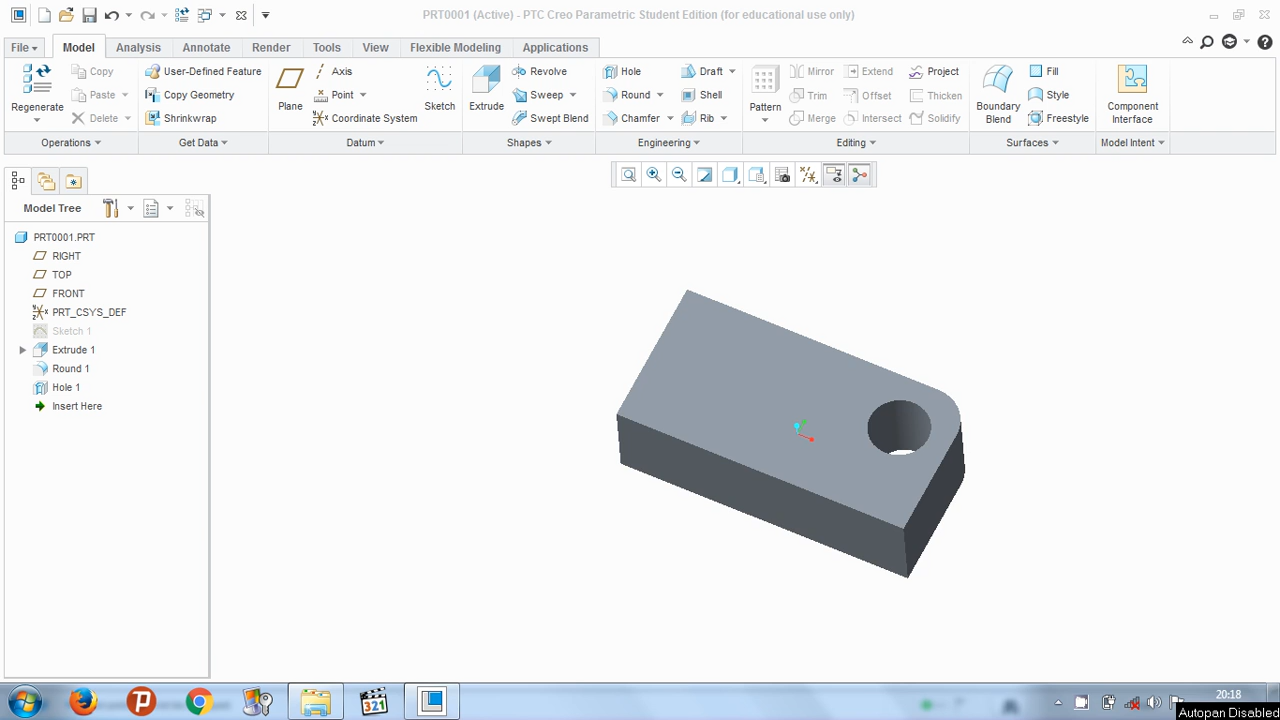 PRT0001 (Active) - PTC Creo Parametric Student Edition (for educational use only)
File Model Analysis Annotate Render Tools View Flexible Modeling Applications
Regenerate
Copy
Paste
Delete
Operations
User-Defined Feature
Copy Geometry
Shrinkwrap
Get Data
Plane
Axis
Point
Coordinate System
Sketch
Datum
Extrude
Revolve
Sweep
Swept Blend
Shapes
Hole
Round
Chamfer
Draft
Shell
Rib
Engineering
Pattern
Mirror
Trim
Merge
Extend
Offset
Intersect
Project
Thicken
Solidify
Editing
Boundary
Blend
Fill
Style
Freestyle
Surfaces
Component
Interface
Model Intent
Model Tree
PRT0001.PRT
RIGHT
TOP
FRONT
PRT_CSYS_DEF
Sketch 1
Extrude 1
Round 1
Hole 1
Insert Here
321
20:18
Autopan Disabled